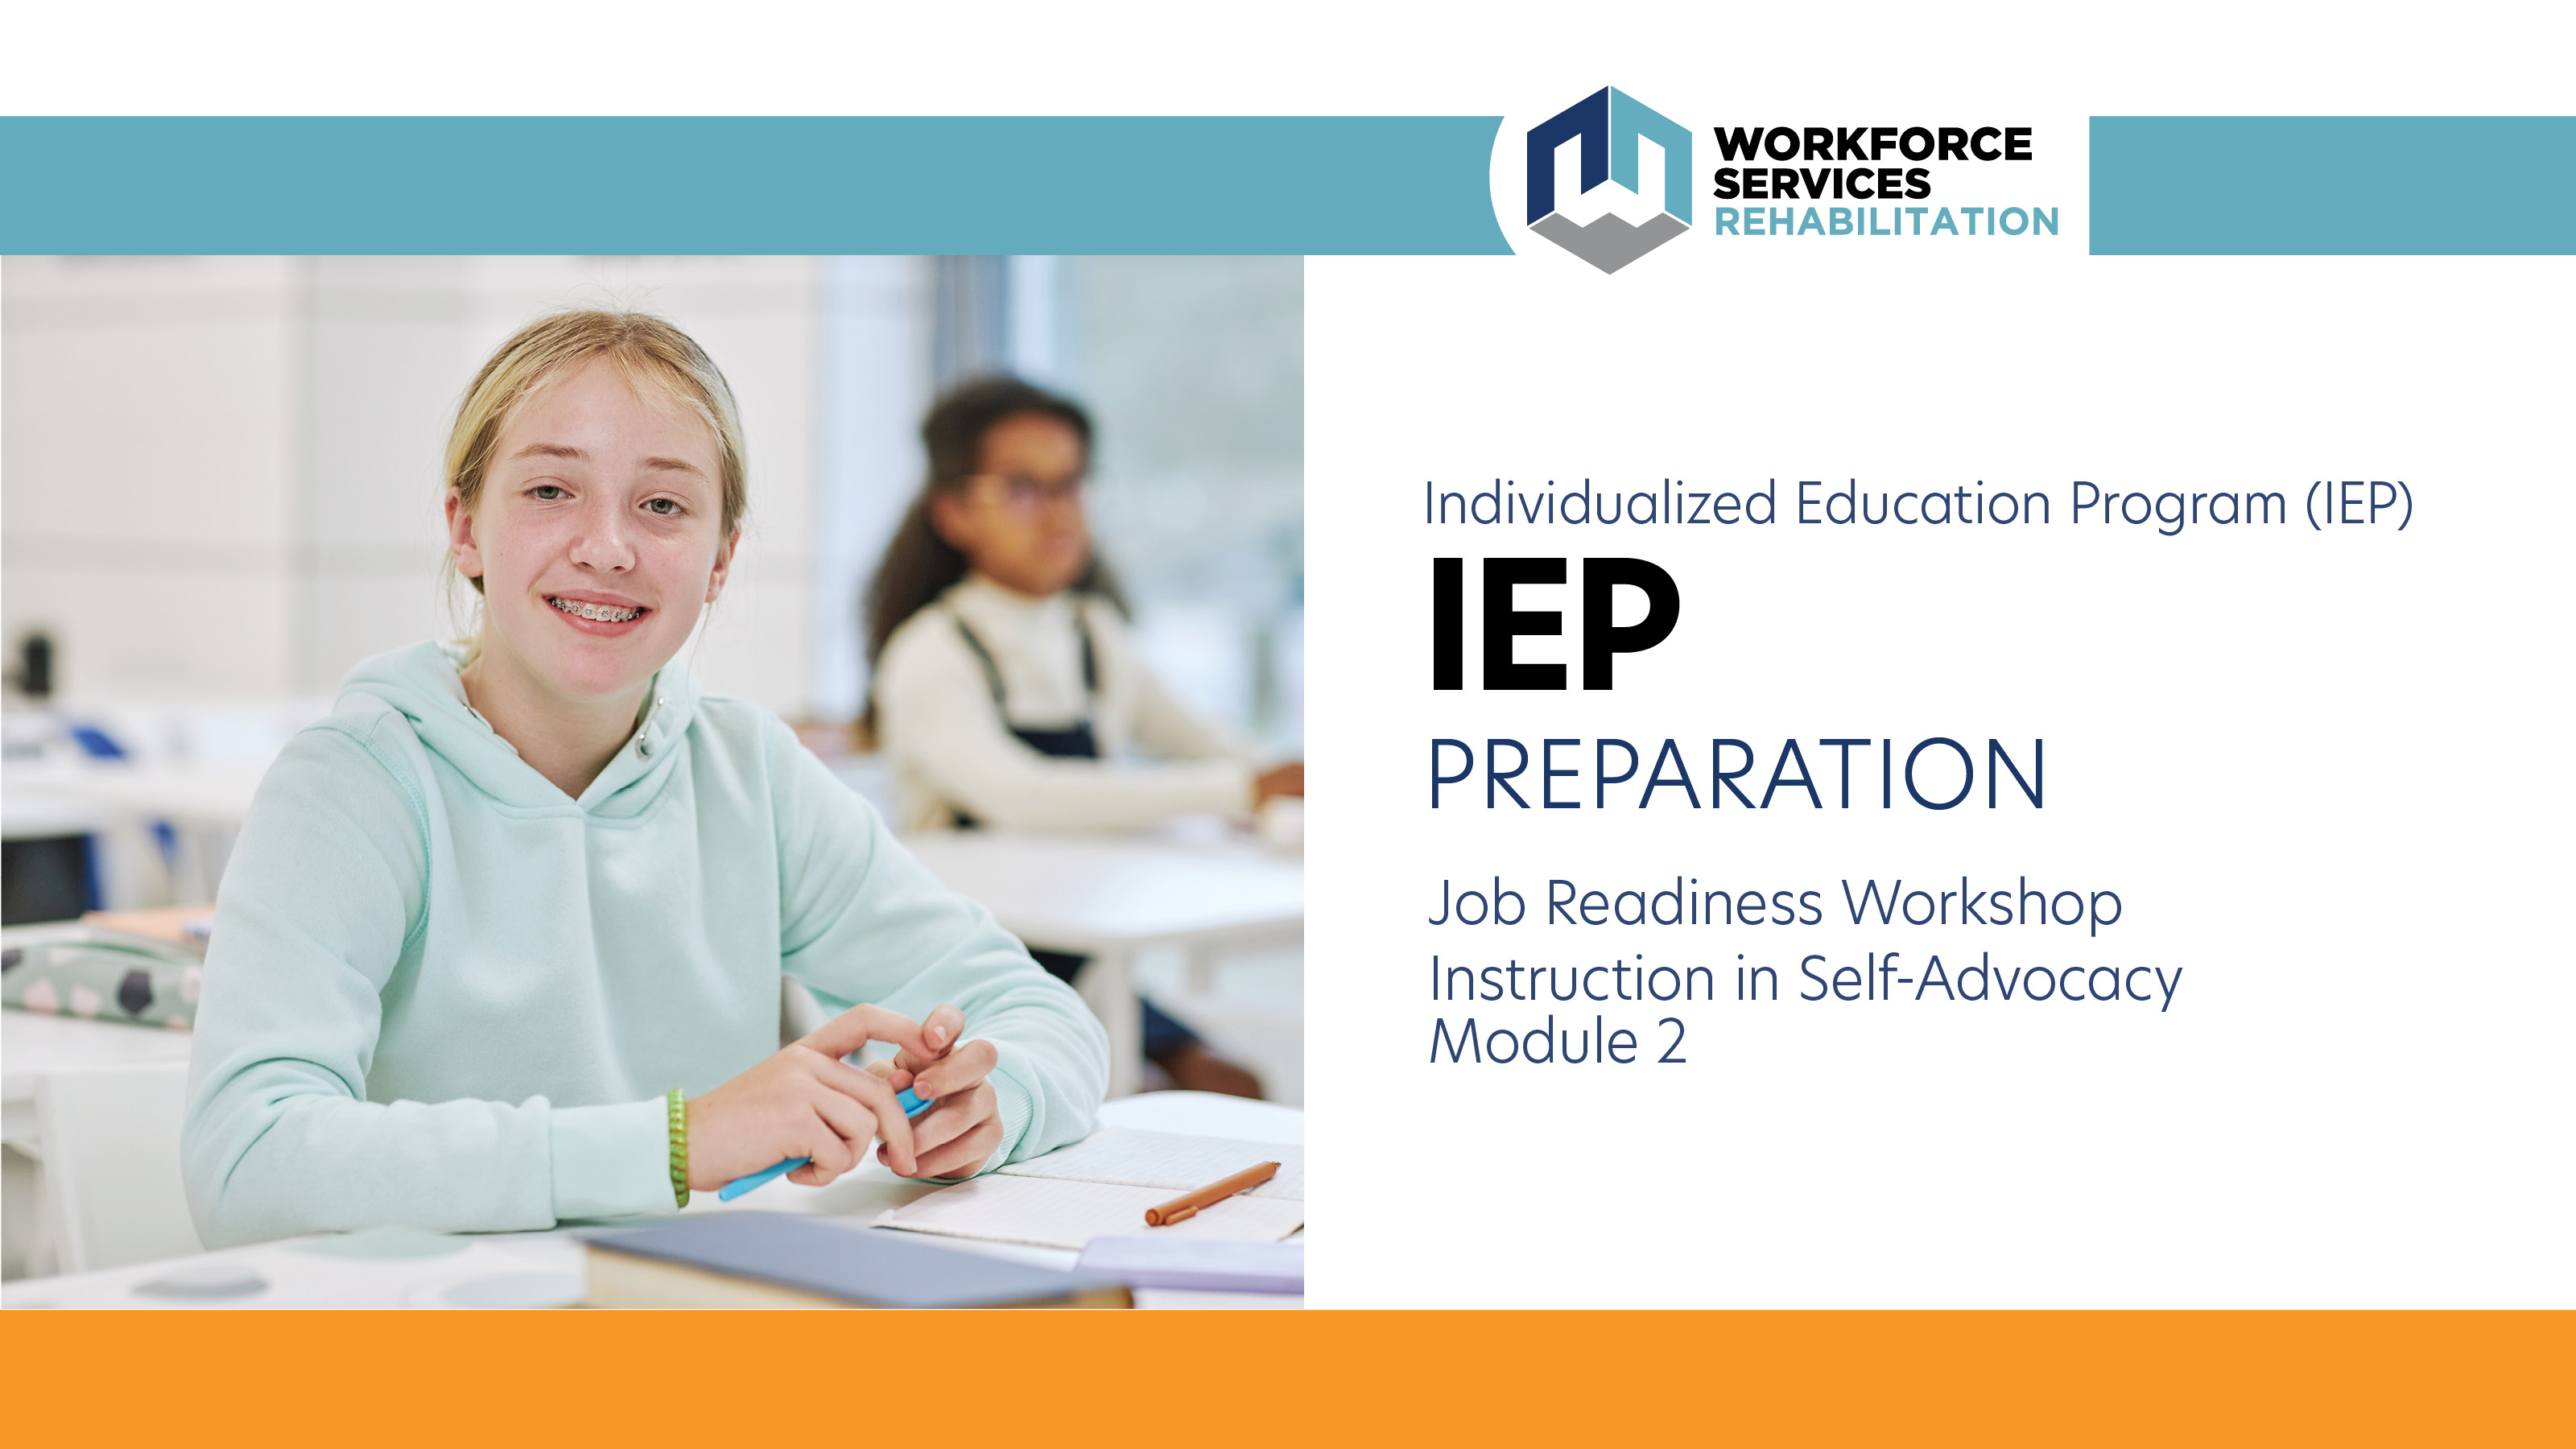 WORKFORCE
SERVICES
REHABILITATION
Individualized Education Program (IEP)
IEP
PREPARATION
Job Readiness Workshop
Instruction in Self-Advocacy
Module 2